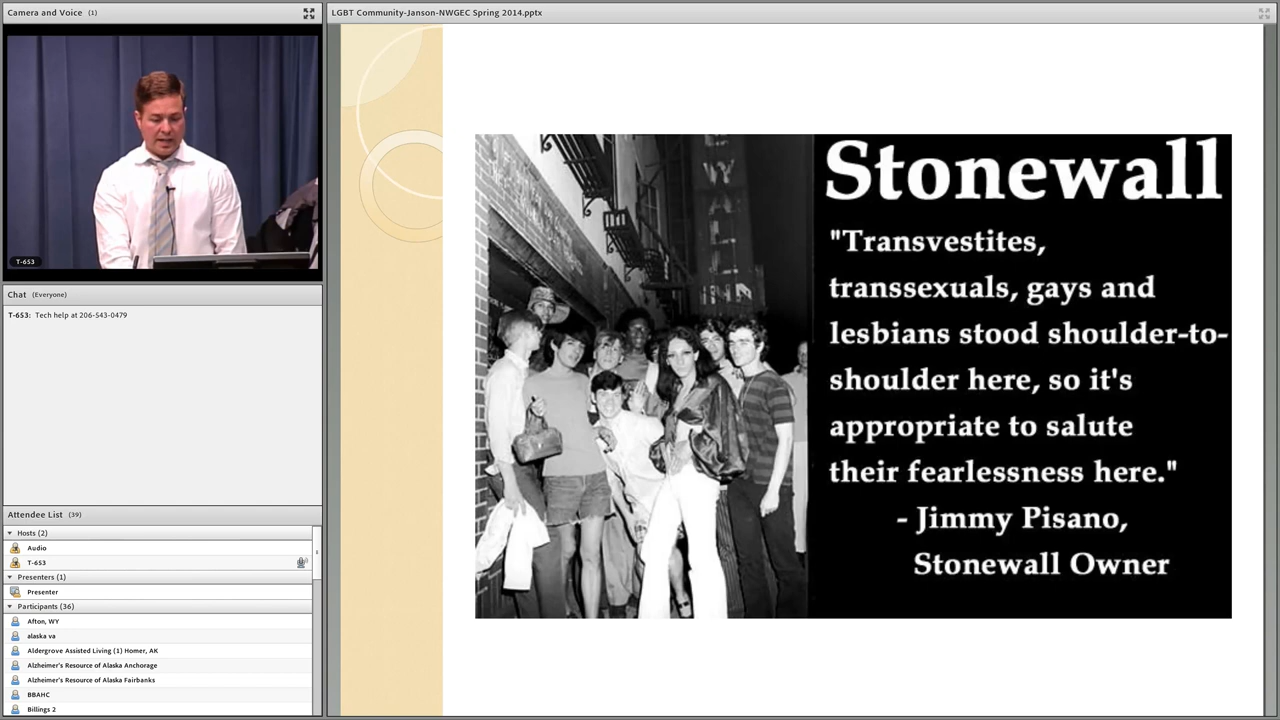 Camera and Voice (1)
T-653
Chat (Everyone)
T-653: Tech help at 206-543-0479
Attendee List (39)
Hosts (2)
Audio
T-653
Presenters (1)
Presenter
Participants (36)
Afton, WY
alaska va
Aldergrove Assisted Living (1) Homer, AK
Alzheimer's Resource of Alaska Anchorage
Alzheimer's Resource of Alaska Fairbanks
BBAHC
Billings 2
LGBT Community-Janson-NWGEC Spring 2014.pptx
Stonewall
"Transvestites,
transsexuals, gays and
lesbians stood shoulder-to-
shoulder here, so it's
appropriate to salute
their fearlessness here."
- Jimmy Pisano,
Stonewall Owner